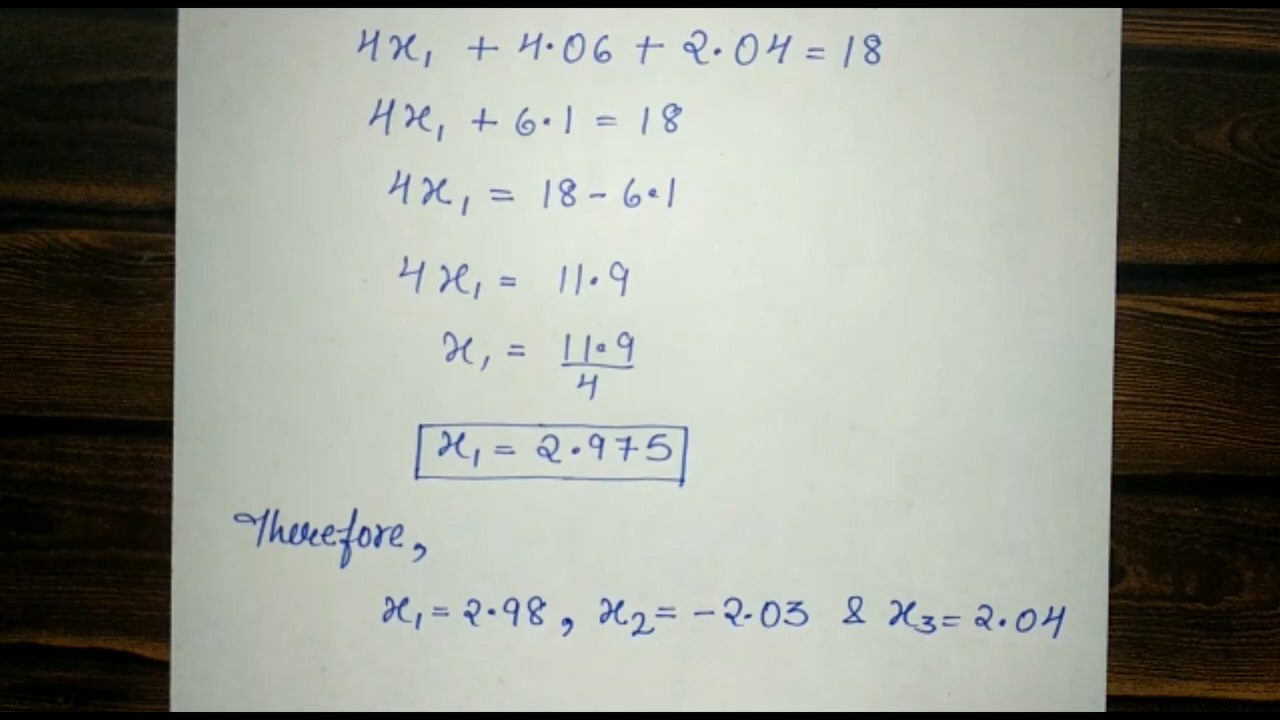 4x₁ + 4·06 + 2·04 = 18
4x₁ + 6·1 = 18
4x₁ = 18 - 6·1
4x₁ = 11·9
x₁ = 11·9/4
x₁ = 2·975
Therefore,
x₁ = 2·98, x₂ = -2·03 & x₃ = 2·04